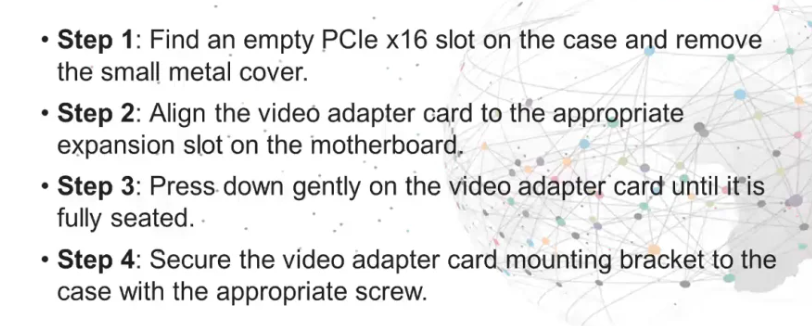 • Step 1: Find an empty PCIe x16 slot on the case and remove
the small metal cover.
• Step 2: Align the video adapter card to the appropriate
expansion slot on the motherboard.
• Step 3: Press down gently on the video adapter card until it is
fully seated.
• Step 4: Secure the video adapter card mounting bracket to the
case with the appropriate screw.